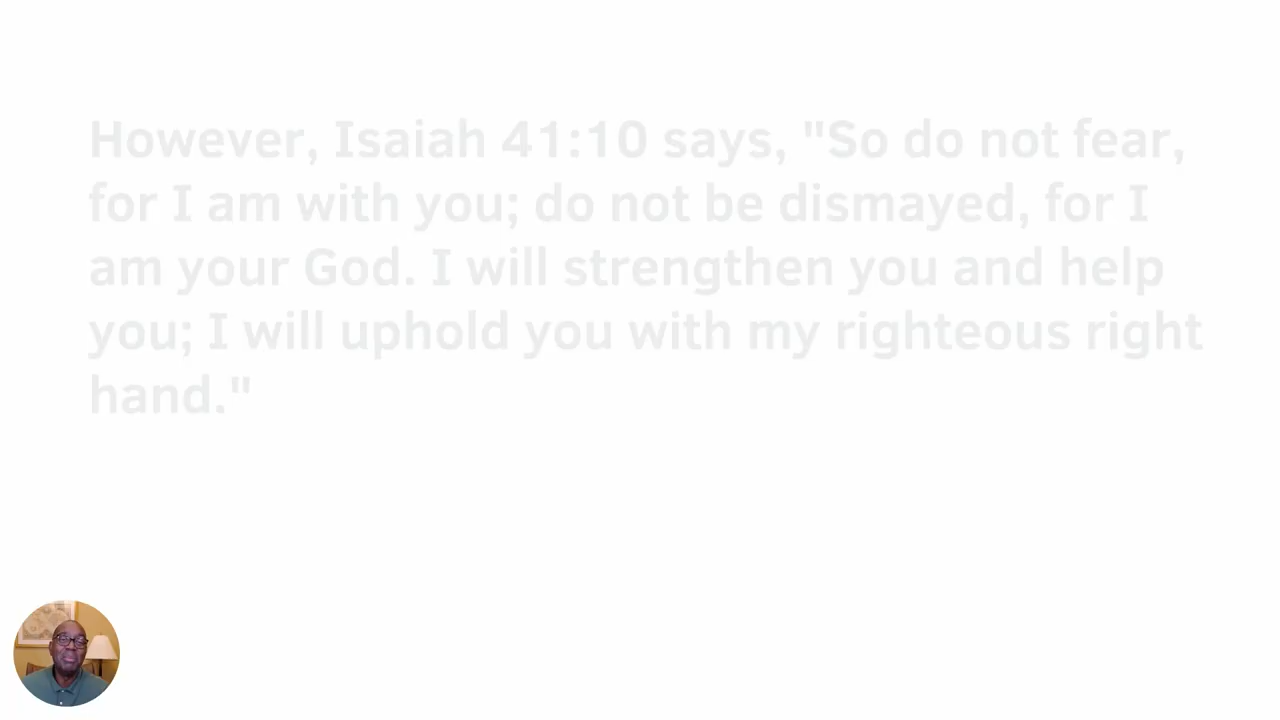 However, Isaiah 41:10 says, "So do not fear,
for I am with you; do not be dismayed, for I
am your God. I will strengthen you and help
you; I will uphold you with my righteous right
hand."